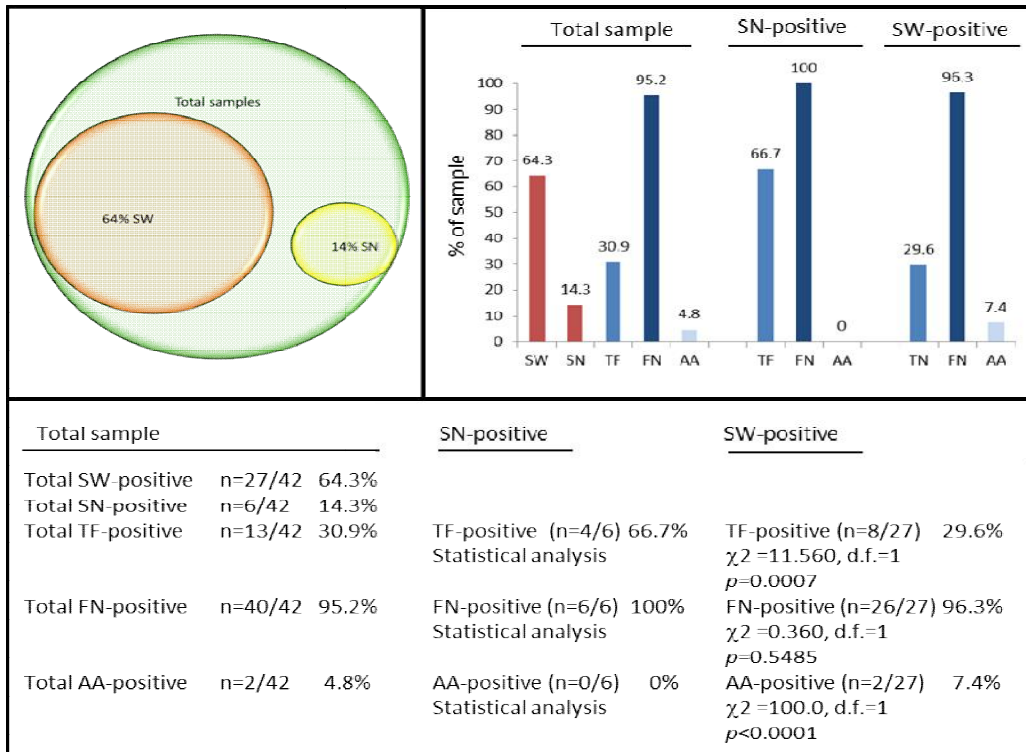 Total samples
64% SW
14% SN
Total sample SN-positive SW-positive
% of sample
100
90
80
70
60
50
40
30
20
10
0
64.3 14.3 30.9 95.2 4.8 66.7 100 0 29.6 96.3 7.4
SW SN TF FN AA TF FN AA TN FN AA
Total sample SN-positive SW-positive
Total SW-positive n=27/42 64.3%
Total SN-positive n=6/42 14.3%
Total TF-positive n=13/42 30.9% TF-positive (n=4/6) 66.7% TF-positive (n=8/27) 29.6%
Statistical analysis χ2 =11.560, d.f.=1
p=0.0007
Total FN-positive n=40/42 95.2% FN-positive (n=6/6) 100% FN-positive (n=26/27) 96.3%
Statistical analysis χ2 =0.360, d.f.=1
p=0.5485
Total AA-positive n=2/42 4.8% AA-positive (n=0/6) 0% AA-positive (n=2/27) 7.4%
Statistical analysis χ2 =100.0, d.f.=1
p<0.0001